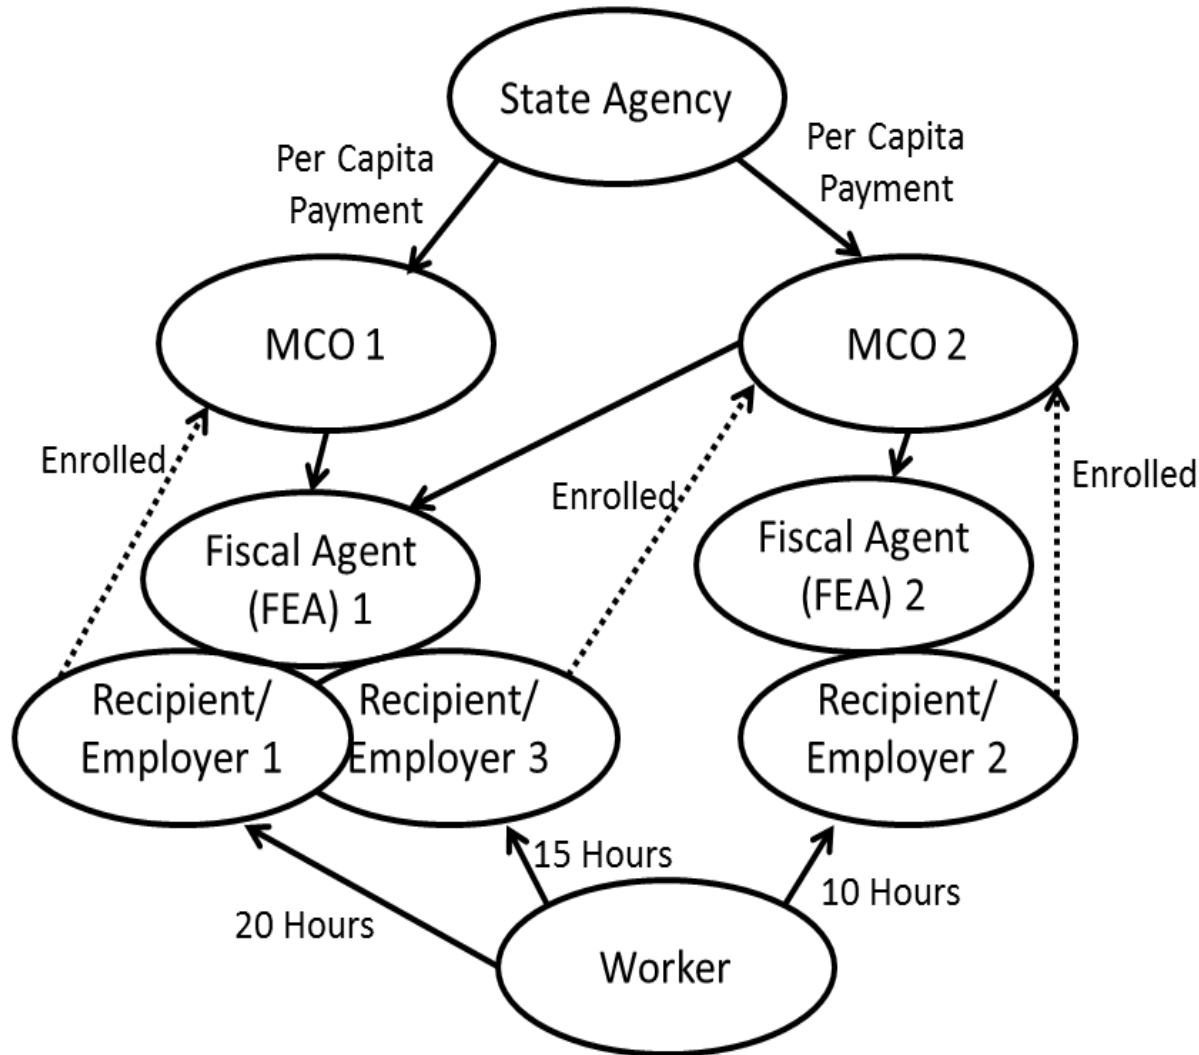 State Agency
Per Capita
Payment
Per Capita
Payment
MCO 1
MCO 2
Enrolled
Enrolled
Enrolled
Fiscal Agent
(FEA) 1
Fiscal Agent
(FEA) 2
Recipient/
Employer 1
Recipient/
Employer 3
Recipient/
Employer 2
15 Hours
10 Hours
20 Hours
Worker